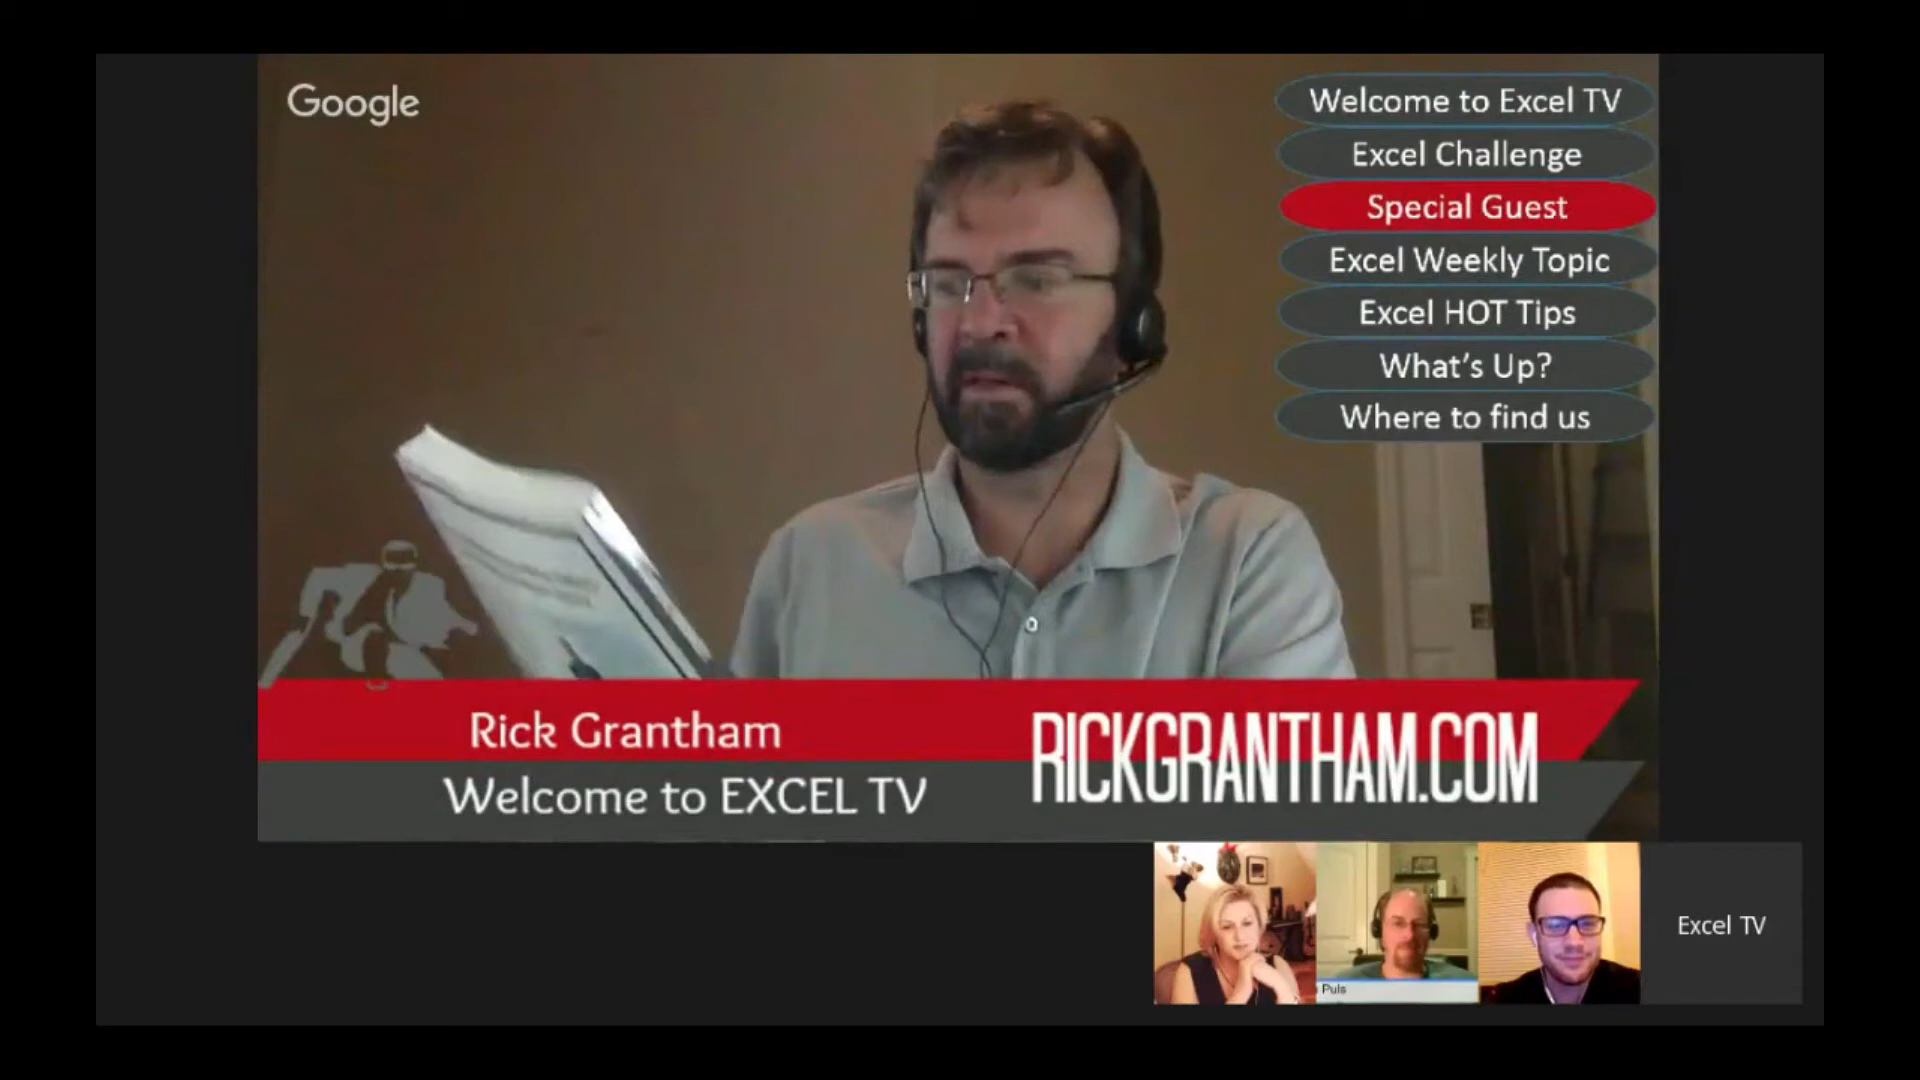 Google
Welcome to Excel TV
Excel Challenge
Special Guest
Excel Weekly Topic
Excel HOT Tips
What's Up?
Where to find us
Rick Grantham
RICKGRANTHAM.COM
Welcome to EXCEL TV
Puls
Excel TV